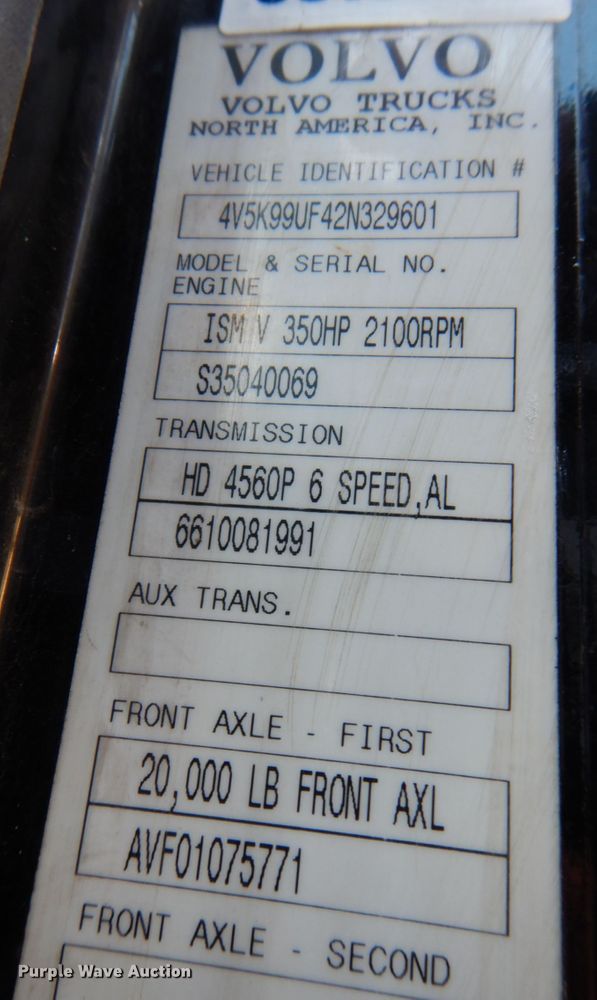 VOLVO
VOLVO TRUCKS
NORTH AMERICA, INC.
VEHICLE IDENTIFICATION #
4V5K99UF42N329601
MODEL & SERIAL NO.
ENGINE
ISM V 350HP 2100RPM
S35040069
TRANSMISSION
HD 4560P 6 SPEED,AL
6610081991
AUX TRANS.
FRONT AXLE - FIRST
20,000 LB FRONT AXL
AVF01075771
FRONT AXLE - SECOND
Purple Wave Auction